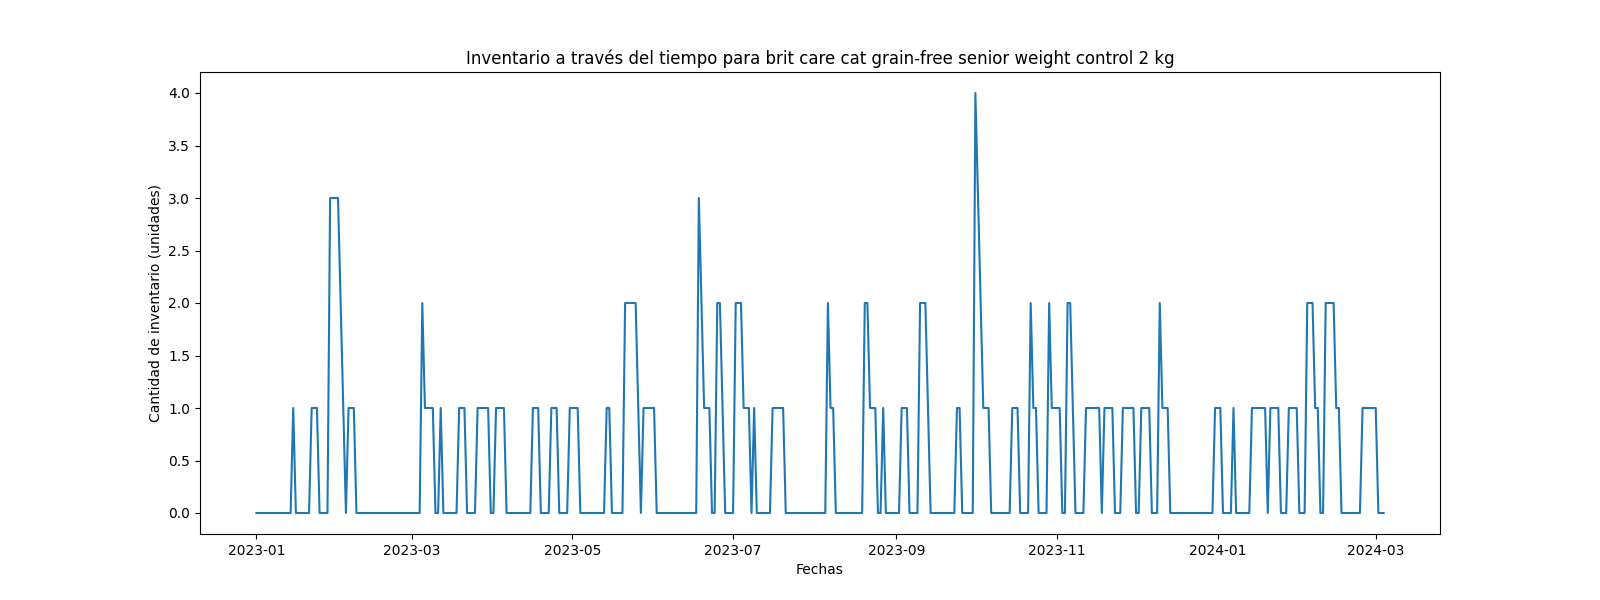 Inventario a través del tiempo para brit care cat grain-free senior weight control 2 kg
Cantidad de inventario (unidades)
4.0
3.5
3.0
2.5
2.0
1.5
1.0
0.5
0.0
2023-01 2023-03 2023-05 2023-07 2023-09 2023-11 2024-01 2024-03
Fechas